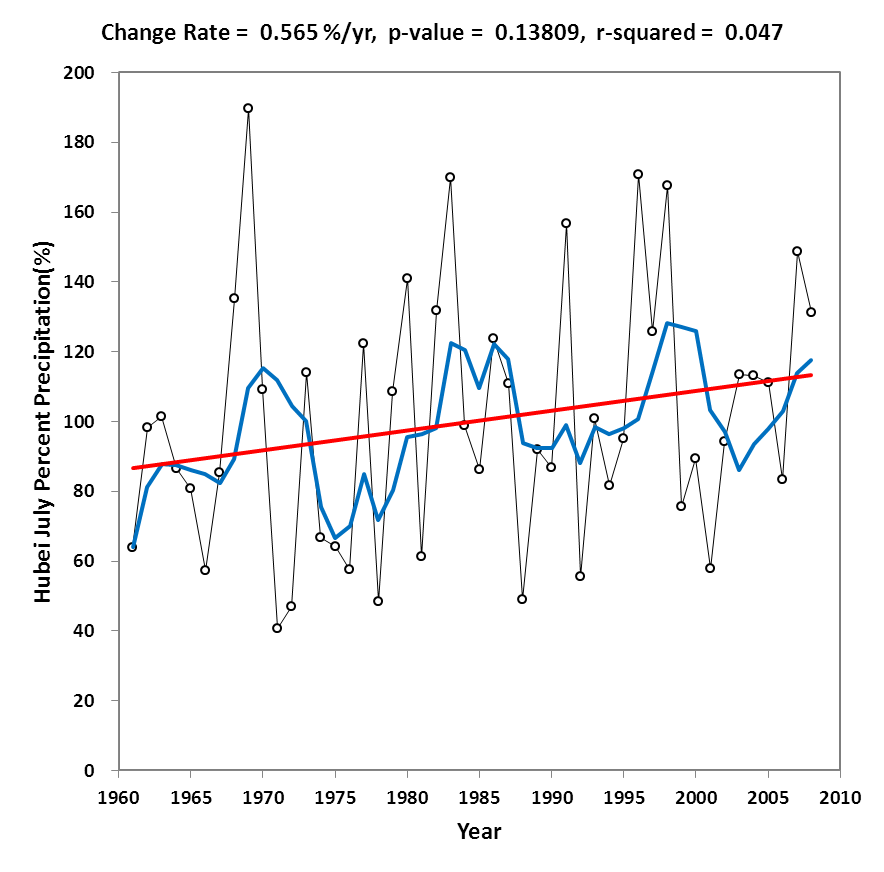 Change Rate = 0.565 %/yr, p-value = 0.13809, r-squared = 0.047
Hubei July Percent Precipitation(%)
200
180
160
140
120
100
80
60
40
20
0
1960 1965 1970 1975 1980 1985 1990 1995 2000 2005 2010
Year